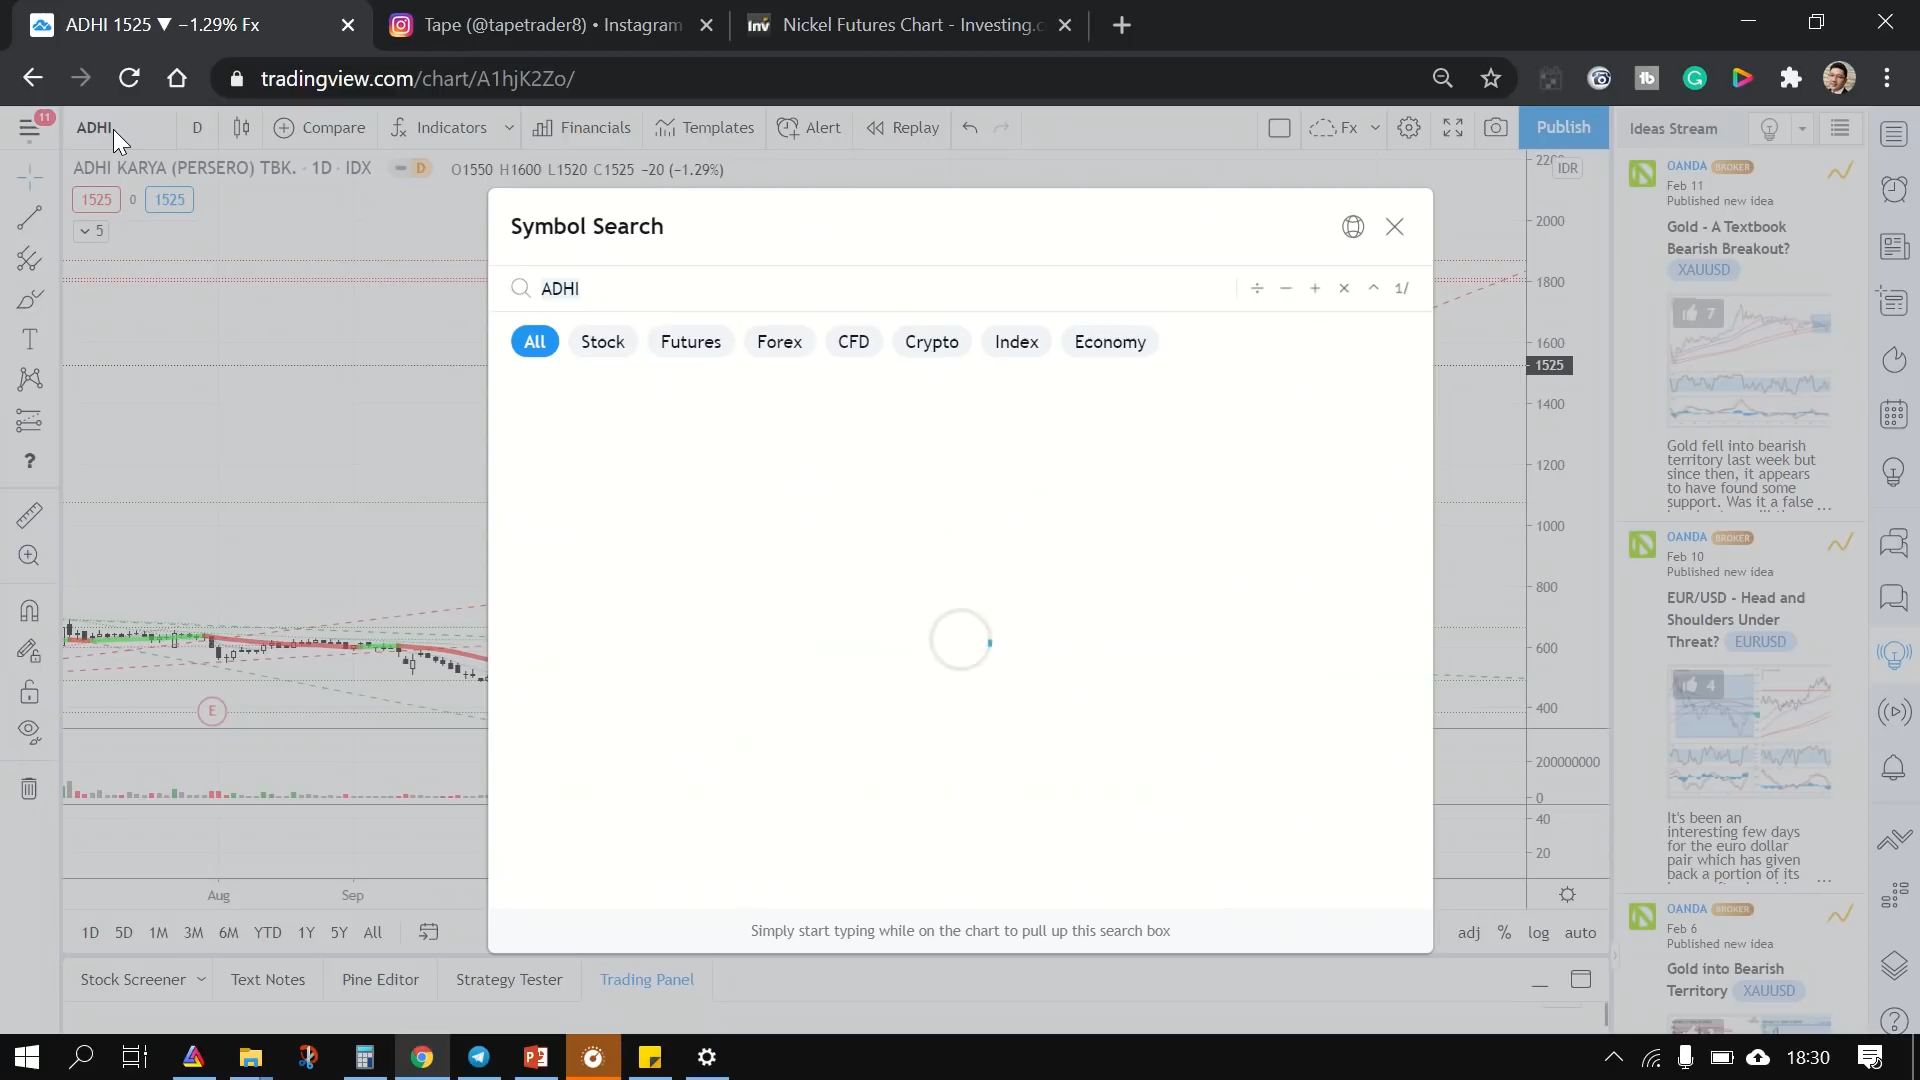 ADHI 1525 ▼ −1.29% Fx
Tape (@tapetrader8) • Instagram
Nickel Futures Chart - Investing.c
tradingview.com/chart/A1hjK2Zo/
11
ADHI
D
Compare
Indicators
Financials
Templates
Alert
Replay
Fx
Publish
Ideas Stream
ADHI KARYA (PERSERO) TBK. · 1D · IDX
D
O1550 H1600 L1520 C1525 −20 (−1.29%)
1525
0
1525
5
IDR
2000
1800
1600
1525
1400
1200
1000
800
600
400
200000000
0
40
20
Symbol Search
ADHI
1/
All
Stock
Futures
Forex
CFD
Crypto
Index
Economy
Simply start typing while on the chart to pull up this search box
E
Aug
Sep
1D 5D 1M 3M 6M YTD 1Y 5Y All
adj % log auto
Stock Screener
Text Notes
Pine Editor
Strategy Tester
Trading Panel
OANDA BROKER
Feb 11
Published new idea
Gold - A Textbook
Bearish Breakout?
XAUUSD
7
Gold fell into bearish
territory last week but
since then, it appears
to have found some
support. Was it a false ...
OANDA BROKER
Feb 10
Published new idea
EUR/USD - Head and
Shoulders Under
Threat? EURUSD
4
It's been an
interesting few days
for the euro dollar
pair which has given
back a portion of its
OANDA BROKER
Feb 6
Published new idea
Gold into Bearish
Territory XAUUSD
18:30